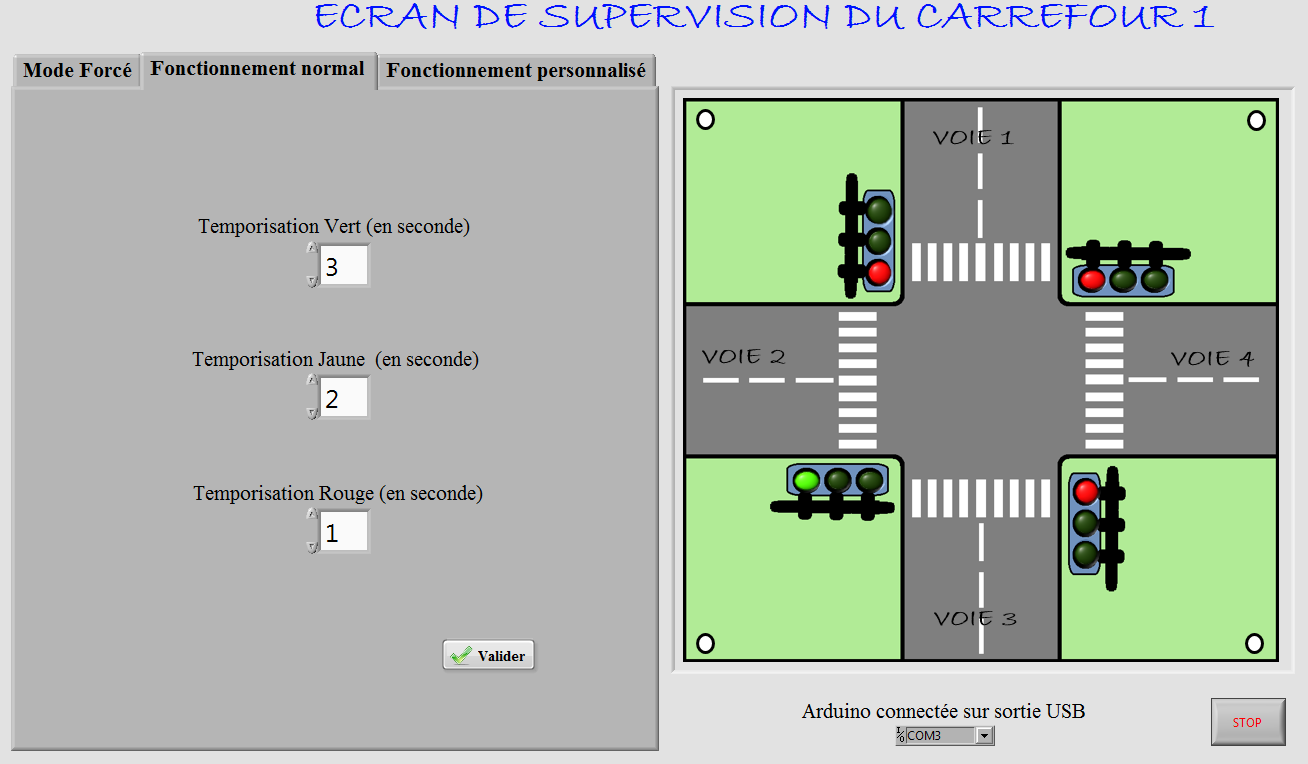 ECRAN DE SUPERVISION DU CARREFOUR 1
Mode Forcé
Fonctionnement normal
Fonctionnement personnalisé
Temporisation Vert (en seconde)
3
Temporisation Jaune (en seconde)
2
Temporisation Rouge (en seconde)
1
Valider
VOIE 1
VOIE 2
VOIE 4
VOIE 3
Arduino connectée sur sortie USB
I/O COM3
STOP